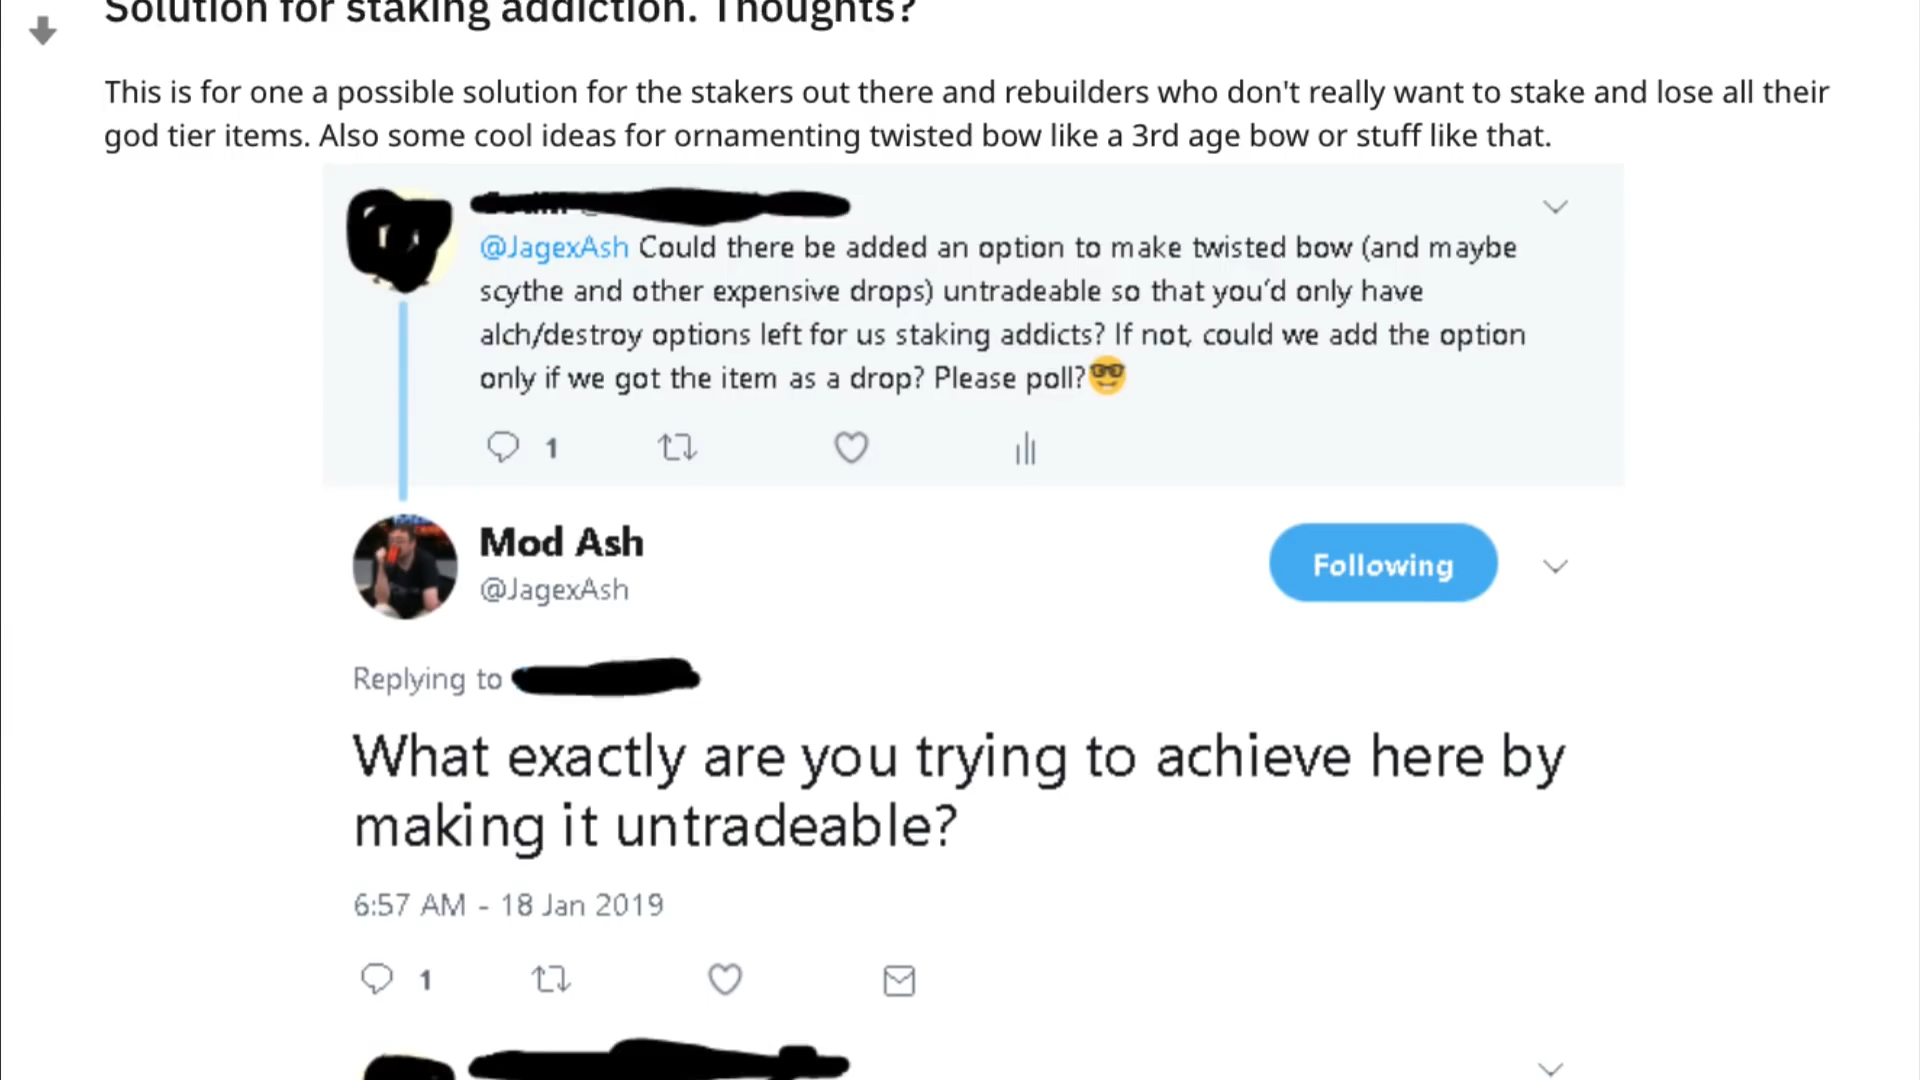 Solution for staking addiction. Thoughts?
This is for one a possible solution for the stakers out there and rebuilders who don't really want to stake and lose all their
god tier items. Also some cool ideas for ornamenting twisted bow like a 3rd age bow or stuff like that.
@JagexAsh Could there be added an option to make twisted bow (and maybe
scythe and other expensive drops) untradeable so that you'd only have
alch/destroy options left for us staking addicts? If not, could we add the option
only if we got the item as a drop? Please poll?🤓
1
Mod Ash
@JagexAsh
Following
Replying to
What exactly are you trying to achieve here by
making it untradeable?
6:57 AM - 18 Jan 2019
1